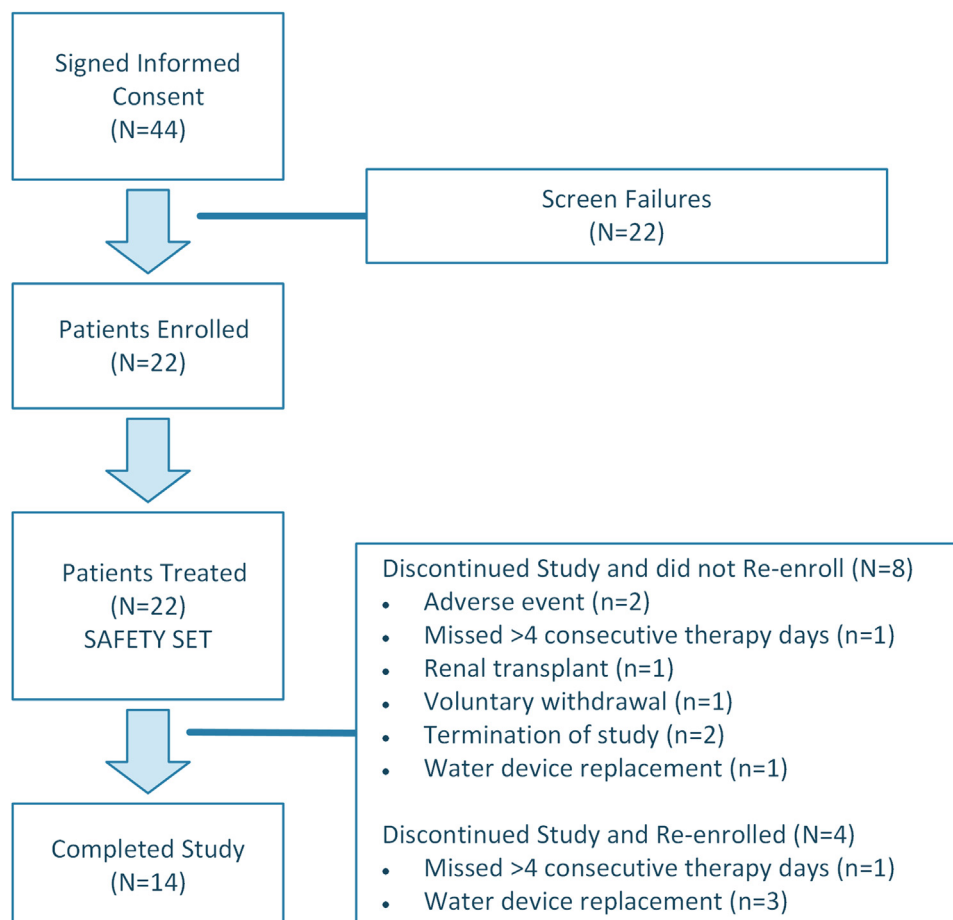 Signed Informed
Consent
(N=44)
Screen Failures
(N=22)
Patients Enrolled
(N=22)
Patients Treated
(N=22)
SAFETY SET
Discontinued Study and did not Re-enroll (N=8)
• Adverse event (n=2)
• Missed >4 consecutive therapy days (n=1)
• Renal transplant (n=1)
• Voluntary withdrawal (n=1)
• Termination of study (n=2)
• Water device replacement (n=1)
Discontinued Study and Re-enrolled (N=4)
• Missed >4 consecutive therapy days (n=1)
• Water device replacement (n=3)
Completed Study
(N=14)